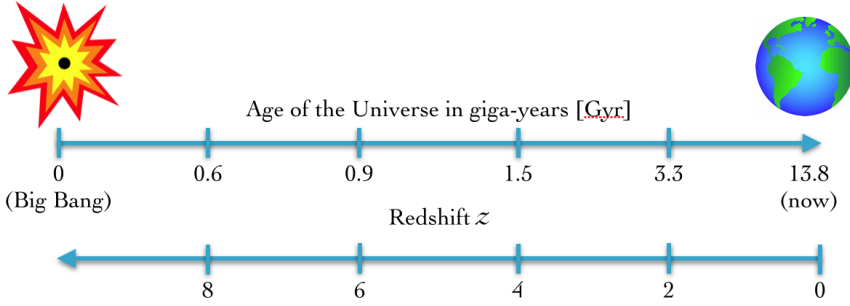 Age of the Universe in giga-years [Gyr]
0 0.6 0.9 1.5 3.3 13.8
(Big Bang) (now)
Redshift z
8 6 4 2 0